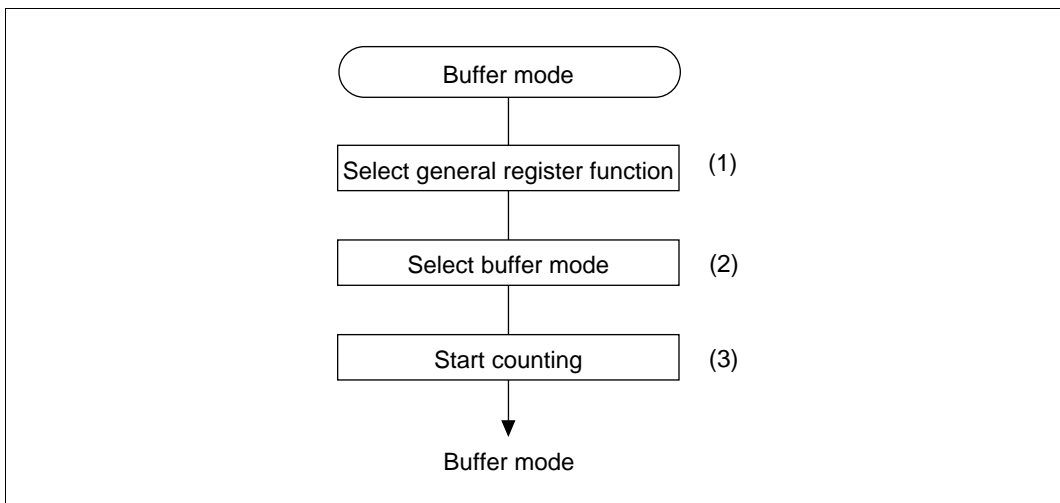 Buffer mode
Select general register function (1)
Select buffer mode (2)
Start counting (3)
Buffer mode